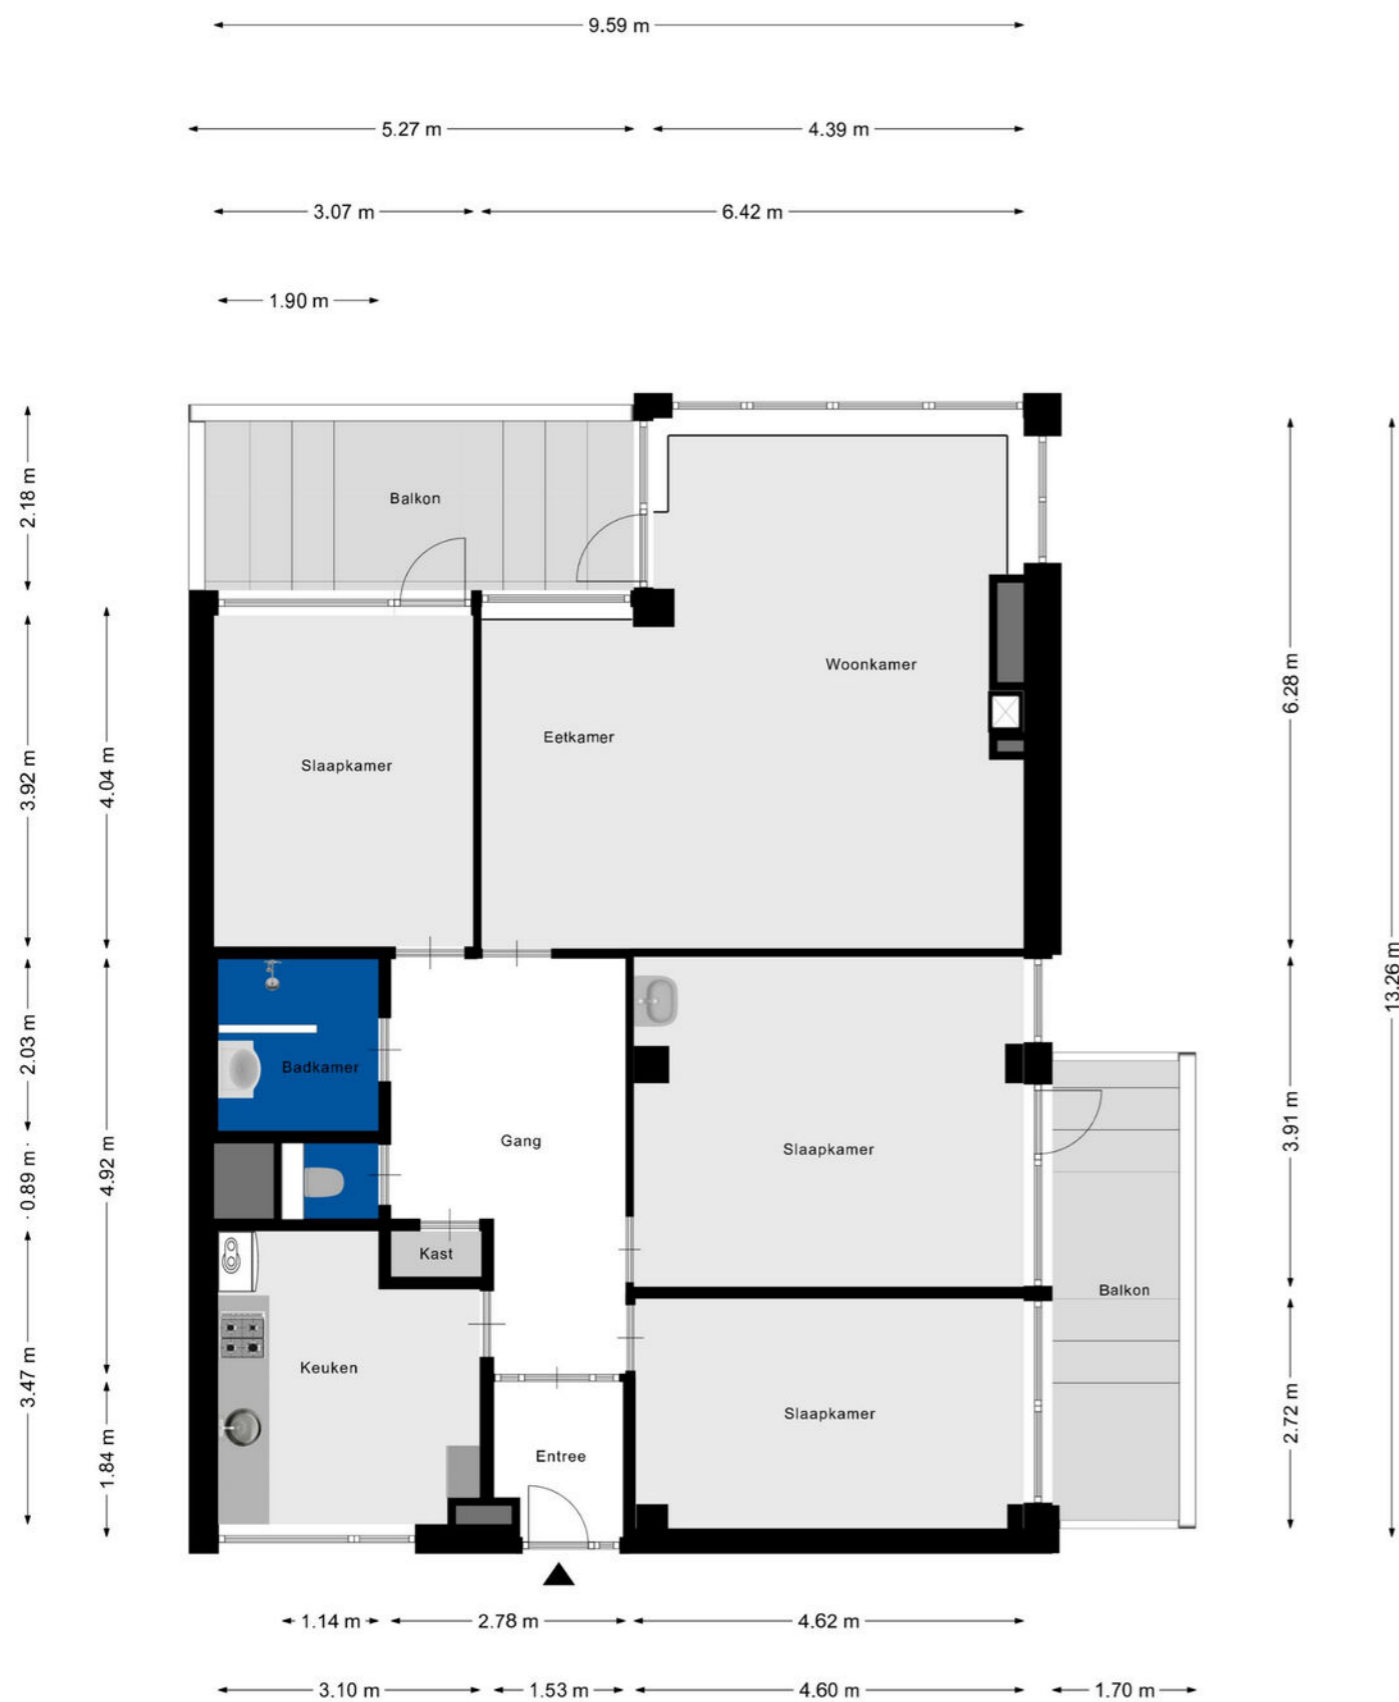 9.59 m
5.27 m
4.39 m
3.07 m
6.42 m
1.90 m
2.18 m
3.92 m
2.03 m
0.89 m
3.47 m
4.04 m
4.92 m
1.84 m
Balkon
Woonkamer
Eetkamer
Slaapkamer
Badkamer
Gang
Slaapkamer
Kast
Balkon
Keuken
Slaapkamer
Entree
6.28 m
3.91 m
2.72 m
13.26 m
1.14 m
2.78 m
4.62 m
3.10 m
1.53 m
4.60 m
1.70 m